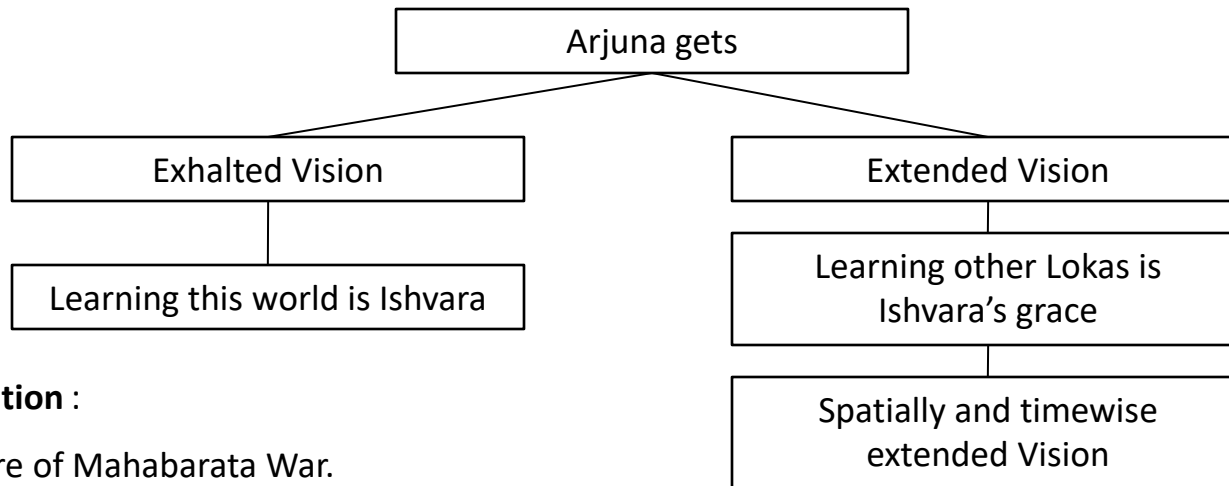 Arjuna gets
Exhalted Vision
Extended Vision
Learning this world is Ishvara
Learning other Lokas is
Ishvara’s grace
Spatially and timewise
extended Vision
tion :
re of Mahabarata War.